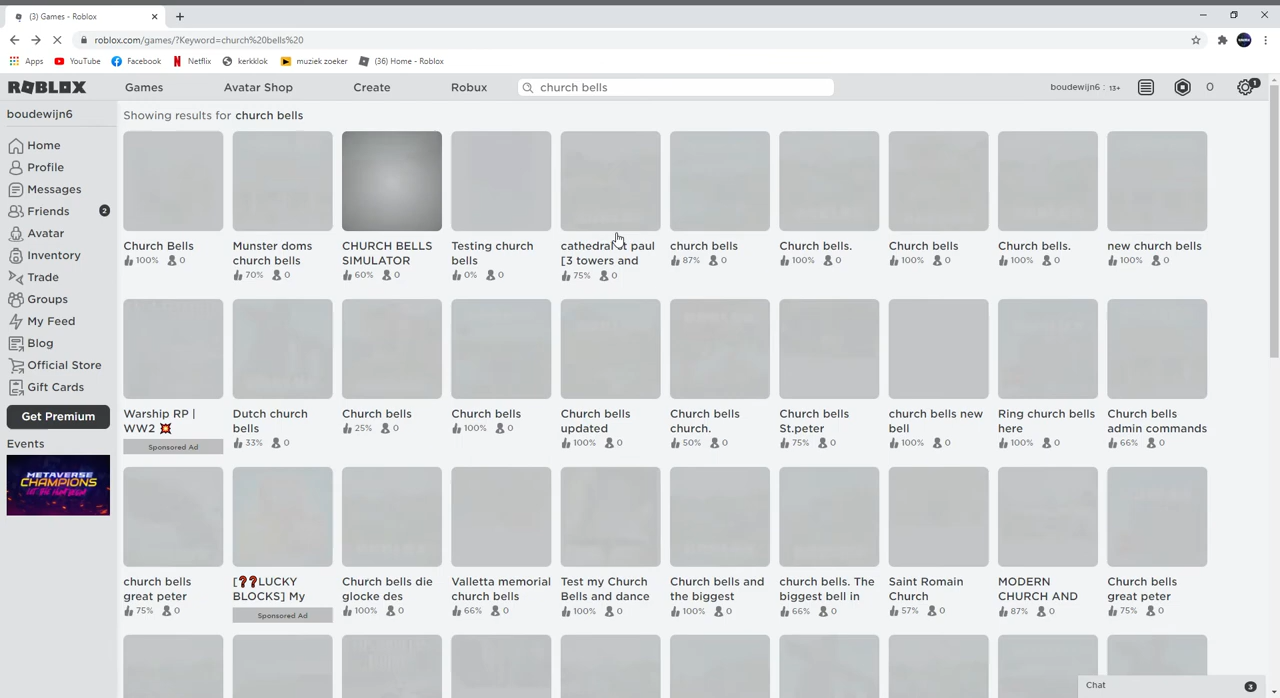 (3) Games - Roblox
roblox.com/games/?Keyword=church%20bells%20
Apps YouTube Facebook Netflix kerkklok muziek zoeker (36) Home - Roblox
ROBLOX Games Avatar Shop Create Robux church bells boudewijn6 : 13+ 0 1
boudewijn6
Home
Profile
Messages
Friends 2
Avatar
Inventory
Trade
Groups
My Feed
Blog
Official Store
Gift Cards
Get Premium
Events
METAVERSE
CHAMPIONS
Showing results for church bells
Church Bells
100% 0
Munster doms
church bells
70% 0
CHURCH BELLS
SIMULATOR
60% 0
Testing church
bells
0% 0
cathedral st paul
[3 towers and
75% 0
church bells
87% 0
Church bells.
100% 0
Church bells
100% 0
Church bells.
100% 0
new church bells
100% 0
Warship RP |
WW2 💥
Sponsored Ad
Dutch church
bells
33% 0
Church bells
25% 0
Church bells
100% 0
Church bells
updated
100% 0
Church bells
church.
50% 0
Church bells
St.peter
75% 0
church bells new
bell
100% 0
Ring church bells
here
100% 0
Church bells
admin commands
66% 0
church bells
great peter
75% 0
[❓❓LUCKY
BLOCKS] My
Sponsored Ad
Church bells die
glocke des
100% 0
Valletta memorial
church bells
66% 0
Test my Church
Bells and dance
100% 0
Church bells and
the biggest
100% 0
church bells. The
biggest bell in
66% 0
Saint Romain
Church
57% 0
MODERN
CHURCH AND
87% 0
Church bells
great peter
75% 0
Chat 3